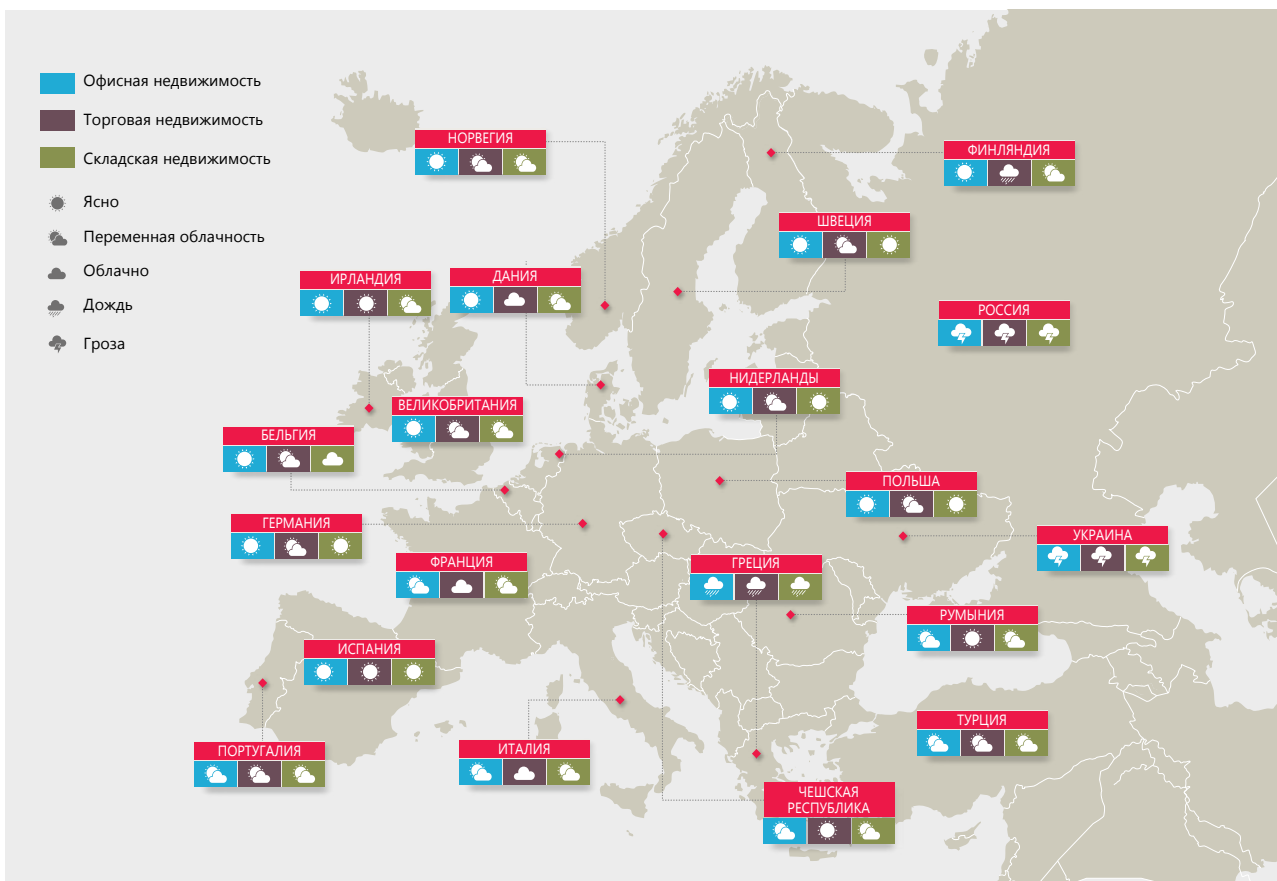 Офисная недвижимость
Торговая недвижимость
Складская недвижимость
Ясно
Переменная облачность
Облачно
Дождь
Гроза
НОРВЕГИЯ
ФИНЛЯНДИЯ
ШВЕЦИЯ
ИРЛАНДИЯ
ДАНИЯ
РОССИЯ
НИДЕРЛАНДЫ
ВЕЛИКОБРИТАНИЯ
БЕЛЬГИЯ
ПОЛЬША
ГЕРМАНИЯ
УКРАИНА
ФРАНЦИЯ
ГРЕЦИЯ
РУМЫНИЯ
ИСПАНИЯ
ТУРЦИЯ
ПОРТУГАЛИЯ
ИТАЛИЯ
ЧЕШСКАЯ
РЕСПУБЛИКА